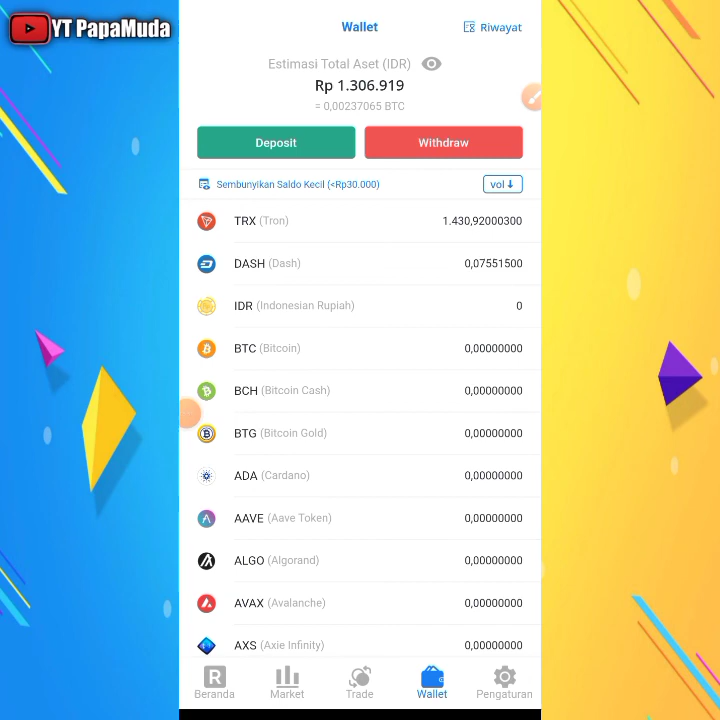 YT PapaMuda
Wallet
Riwayat
Estimasi Total Aset (IDR)
Rp 1.306.919
= 0,00237065 BTC
Deposit
Withdraw
Sembunyikan Saldo Kecil (<Rp30.000)
vol
TRX (Tron) 1.430,92000300
DASH (Dash) 0,07551500
IDR (Indonesian Rupiah) 0
BTC (Bitcoin) 0,00000000
BCH (Bitcoin Cash) 0,00000000
BTG (Bitcoin Gold) 0,00000000
ADA (Cardano) 0,00000000
AAVE (Aave Token) 0,00000000
ALGO (Algorand) 0,00000000
AVAX (Avalanche) 0,00000000
AXS (Axie Infinity) 0,00000000
Beranda
Market
Trade
Wallet
Pengaturan